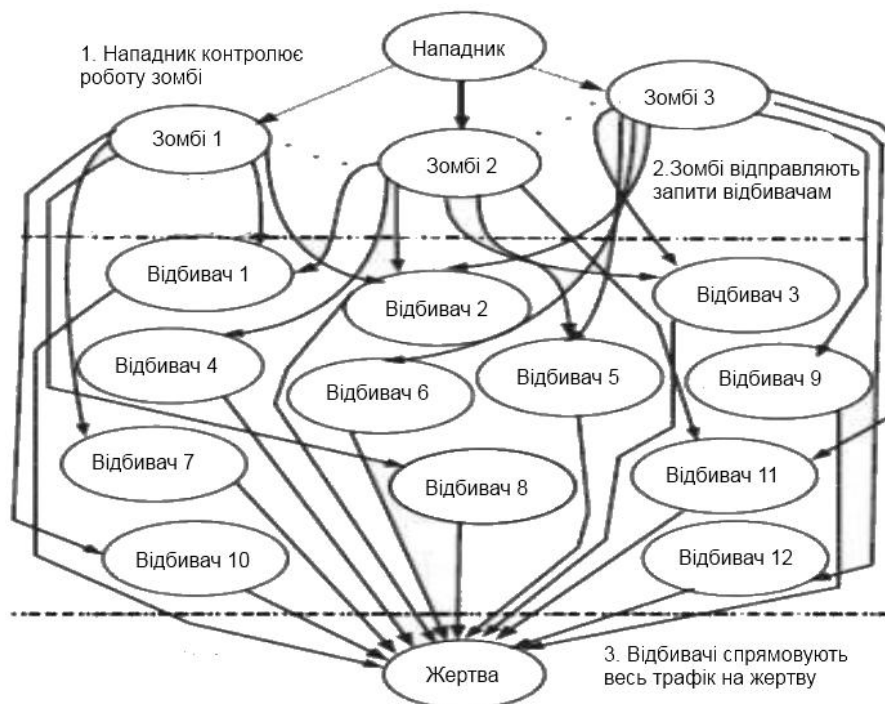 Нападник
1. Нападник контролює
роботу зомбі
Зомбі 3
Зомбі 1
Зомбі 2
2.Зомбі відправляють
запити відбивачам
Відбивач 1
Відбивач 2
Відбивач 3
Відбивач 4
Відбивач 6
Відбивач 5
Відбивач 9
Відбивач 7
Відбивач 8
Відбивач 11
Відбивач 10
Відбивач 12
Жертва
3. Відбивачі спрямовують
весь трафік на жертву